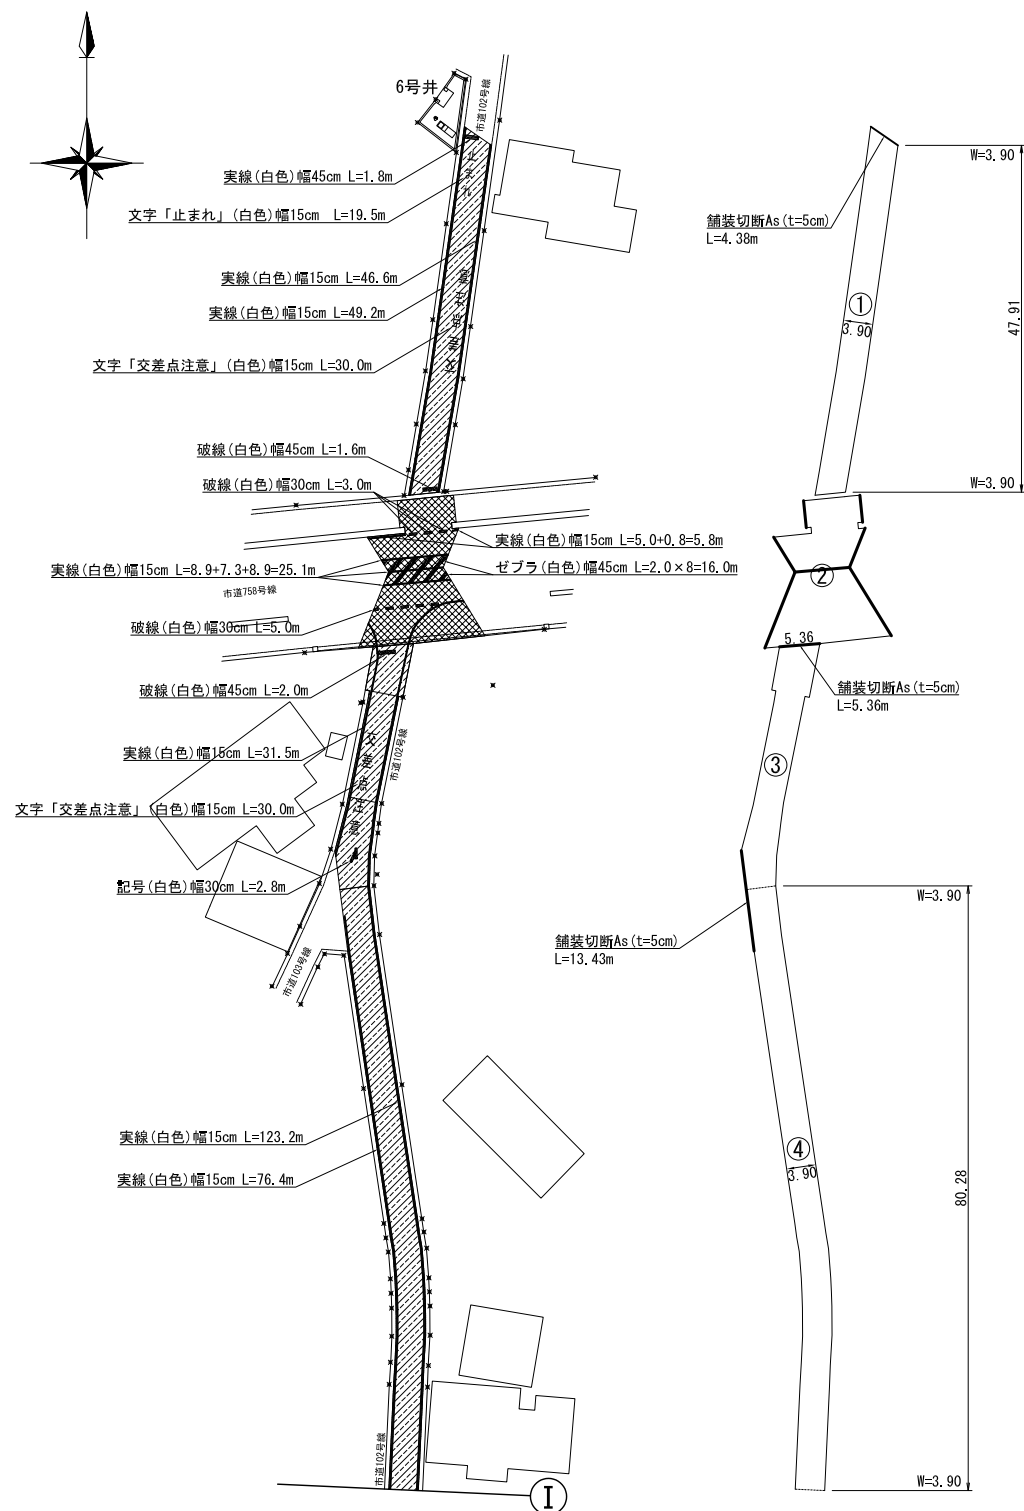 6号井
市道102号線
実線(白色)幅45cm L=1.8m
止まれ
文字「止まれ」(白色)幅15cm L=19.5m
実線(白色)幅15cm L=46.6m
実線(白色)幅15cm L=49.2m
交差点注意
文字「交差点注意」(白色)幅15cm L=30.0m
破線(白色)幅45cm L=1.6m
破線(白色)幅30cm L=3.0m
実線(白色)幅15cm L=5.0+0.8=5.8m
実線(白色)幅15cm L=8.9+7.3+8.9=25.1m
ゼブラ(白色)幅45cm L=2.0×8=16.0m
市道758号線
破線(白色)幅30cm L=5.0m
破線(白色)幅45cm L=2.0m
市道102号線
実線(白色)幅15cm L=31.5m
交差点注意
文字「交差点注意」(白色)幅15cm L=30.0m
記号(白色)幅30cm L=2.8m
市道103号線
実線(白色)幅15cm L=123.2m
実線(白色)幅15cm L=76.4m
市道102号線
I
W=3.90
舗装切断As(t=5cm)
L=4.38m
①
3.90
47.91
W=3.90
②
5.36
舗装切断As(t=5cm)
L=5.36m
③
W=3.90
舗装切断As(t=5cm)
L=13.43m
④
3.90
80.28
W=3.90